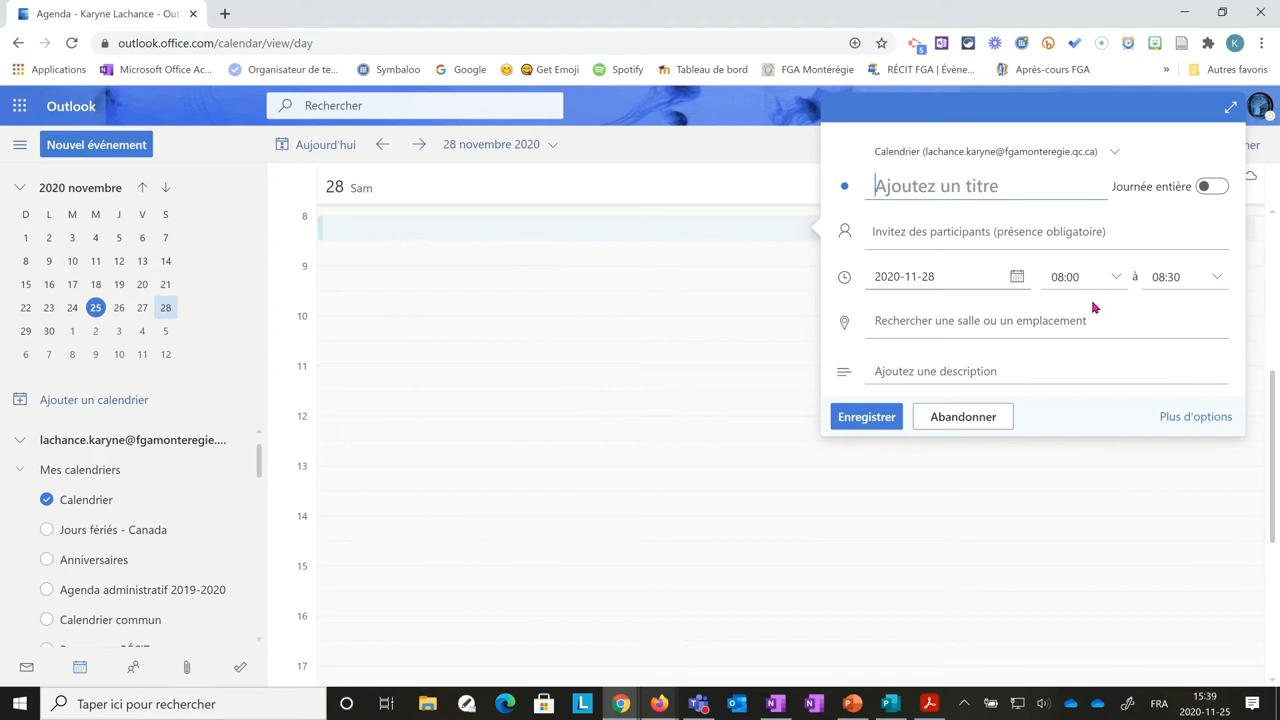 Agenda - Karyne Lachance - Out
outlook.office.com/calendar/view/day
5
K
Applications
Microsoft Office Ac...
Organisateur de te...
Symbaloo
Google
Get Emoji
Spotify
Tableau de bord
FGA Montérégie
RÉCIT FGA | Évène...
Après-cours FGA
»
Autres favoris
Outlook
Rechercher
Nouvel événement
Aujourd'hui
28 novembre 2020
2020 novembre
D L M M J V S
1 2 3 4 5 6 7
8 9 10 11 12 13 14
15 16 17 18 19 20 21
22 23 24 25 26 27 28
29 30 1 2 3 4 5
6 7 8 9 10 11 12
Ajouter un calendrier
lachance.karyne@fgamonteregie....
Mes calendriers
Calendrier
Jours fériés - Canada
Anniversaires
Agenda administratif 2019-2020
Calendrier commun
28 Sam
8
9
10
11
12
13
14
15
16
17
Calendrier (lachance.karyne@fgamonteregie.qc.ca)
Ajoutez un titre
Journée entière
Invitez des participants (présence obligatoire)
2020-11-28
08:00
à
08:30
Rechercher une salle ou un emplacement
Ajoutez une description
Enregistrer
Abandonner
Plus d'options
Taper ici pour rechercher
FRA
15:39
2020-11-25